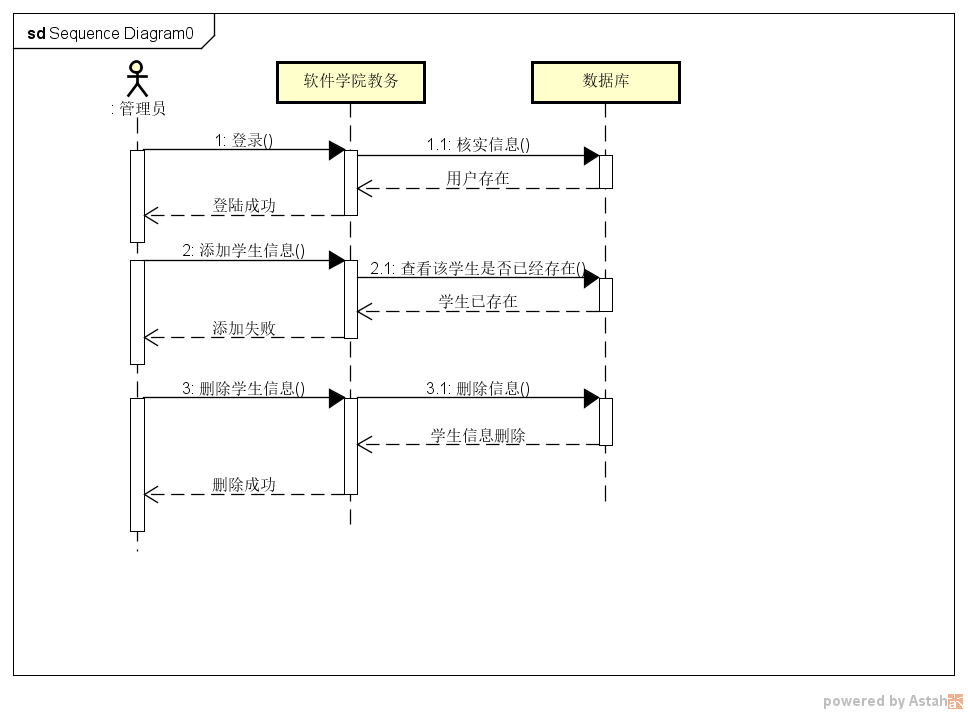 sd Sequence Diagram0
软件学院教务
数据库
: 管理员
1: 登录()
1.1: 核实信息()
用户存在
登陆成功
2: 添加学生信息()
2.1: 查看该学生是否已经存在()
学生已存在
添加失败
3: 删除学生信息()
3.1: 删除信息()
学生信息删除
删除成功
powered by Astah